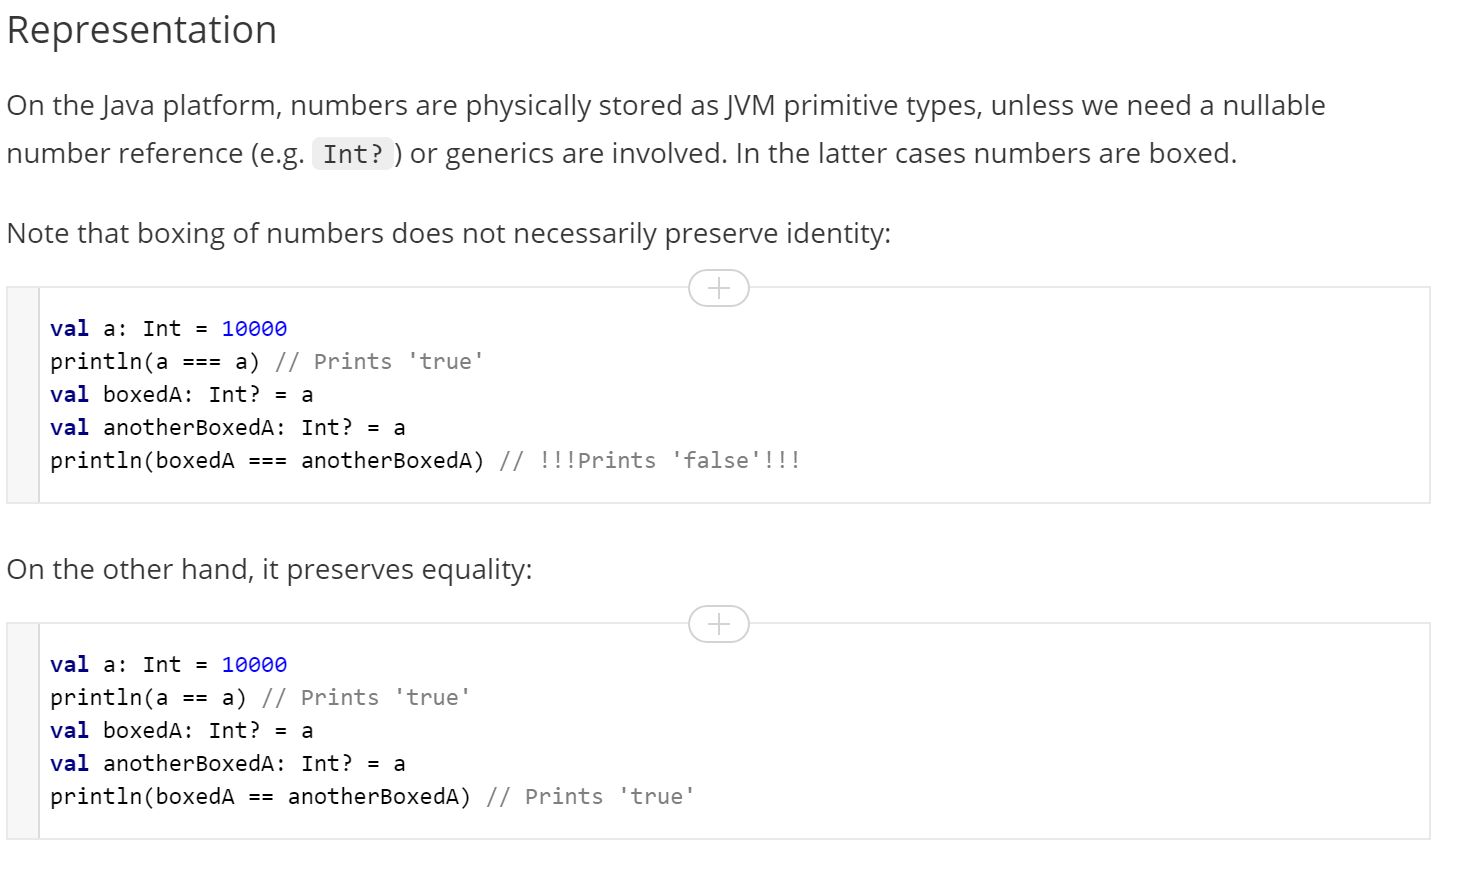 Representation
On the Java platform, numbers are physically stored as JVM primitive types, unless we need a nullable
number reference (e.g. Int? ) or generics are involved. In the latter cases numbers are boxed.
Note that boxing of numbers does not necessarily preserve identity:
val a: Int = 10000
println(a === a) // Prints 'true'
val boxedA: Int? = a
val anotherBoxedA: Int? = a
println(boxedA === anotherBoxedA) // !!!Prints 'false'!!!
On the other hand, it preserves equality:
val a: Int = 10000
println(a == a) // Prints 'true'
val boxedA: Int? = a
val anotherBoxedA: Int? = a
println(boxedA == anotherBoxedA) // Prints 'true'